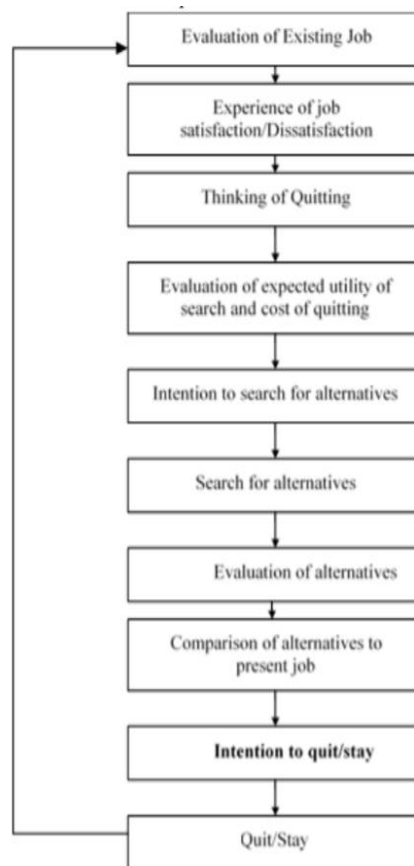 Evaluation of Existing Job
Experience of job
satisfaction/Dissatisfaction
Thinking of Quitting
Evaluation of expected utility of
search and cost of quitting
Intention to search for alternatives
Search for alternatives
Evaluation of alternatives
Comparison of alternatives to
present job
Intention to quit/stay
Quit/Stay